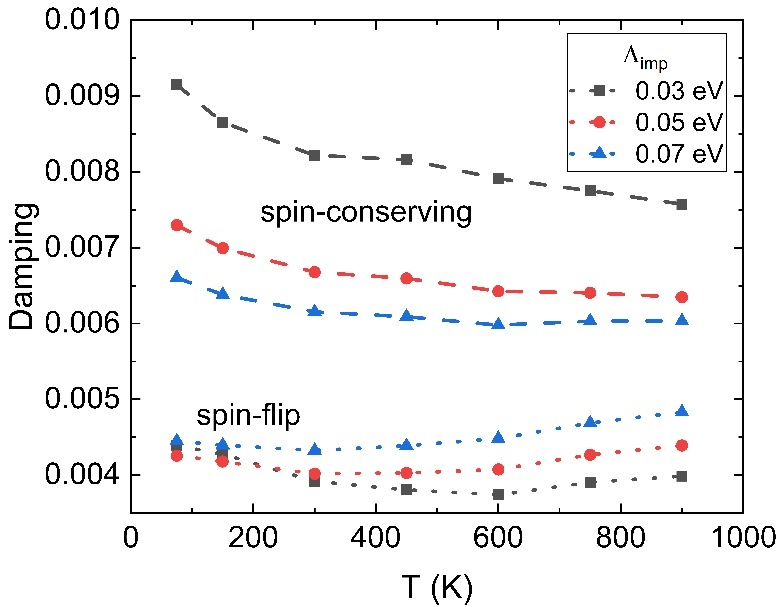 0.010
0.009
0.008
0.007
0.006
0.005
0.004
Damping
Λimp
0.03 eV
0.05 eV
0.07 eV
spin-conserving
spin-flip
0 200 400 600 800 1000
T (K)